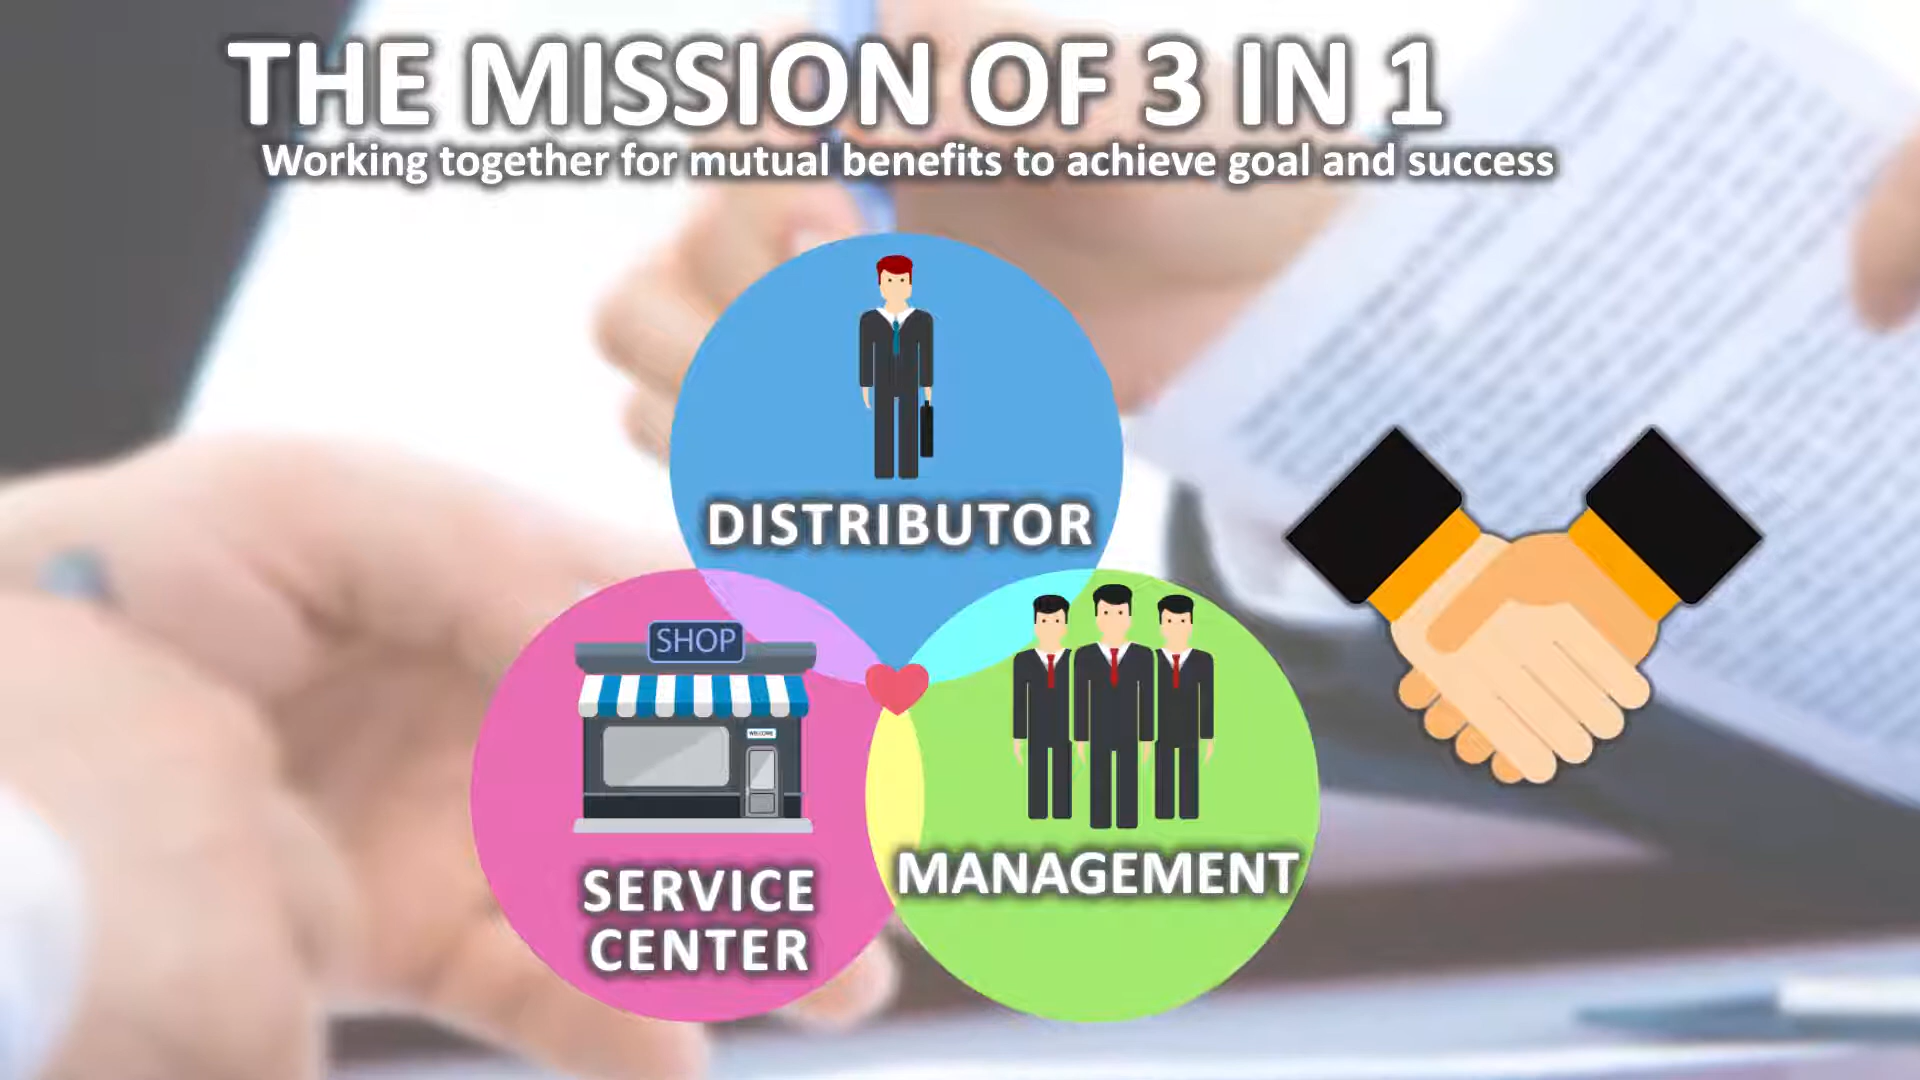 THE MISSION OF 3 IN 1
Working together for mutual benefits to achieve goal and success
DISTRIBUTOR
SHOP
WELCOME
SERVICE
CENTER
MANAGEMENT